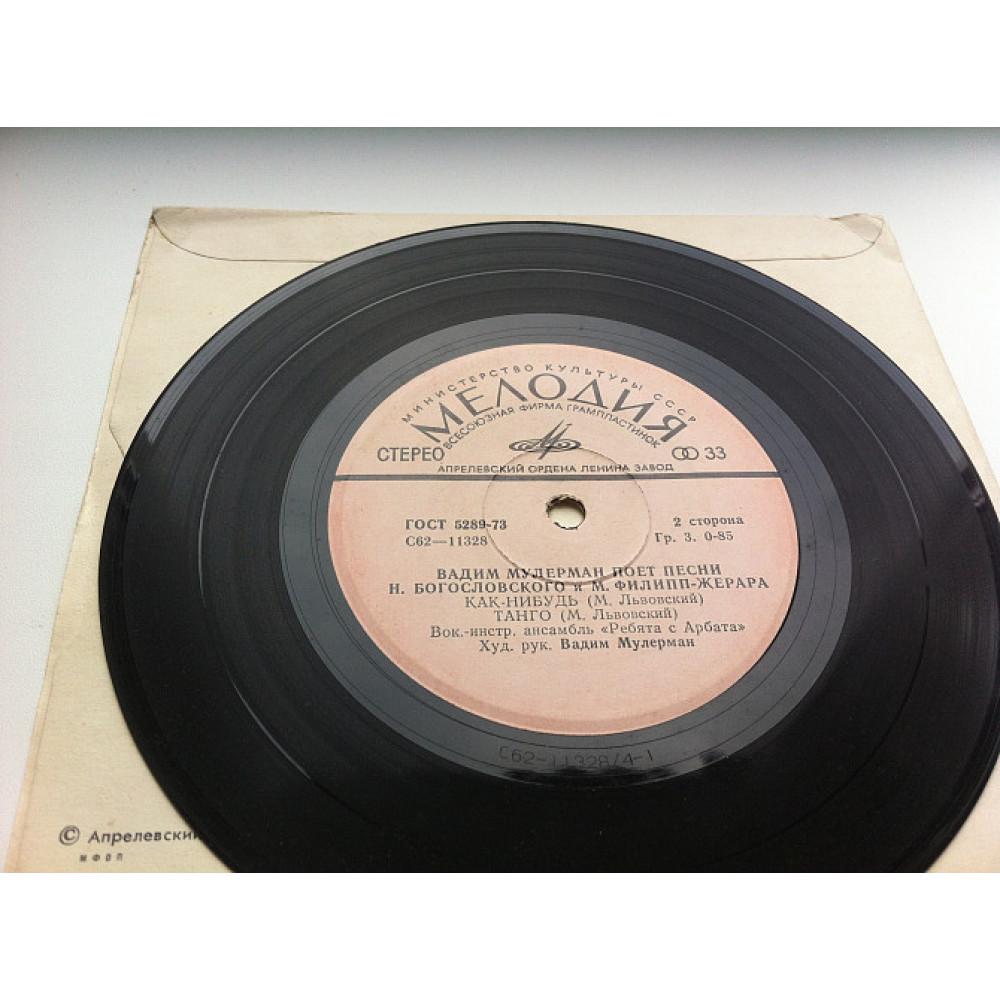 МИНИСТЕРСТВО КУЛЬТУРЫ СССР
МЕЛОДИЯ
ВСЕСОЮЗНАЯ ФИРМА ГРАМПЛАСТИНОК
СТЕРЕО 33
АПРЕЛЕВСКИЙ ОРДЕНА ЛЕНИНА ЗАВОД
ГОСТ 5289-73 2 сторона
С62—11328 Гр. 3. 0-85
ВАДИМ МУЛЕРМАН ПОЕТ ПЕСНИ
Н. БОГОСЛОВСКОГО и М. ФИЛИПП-ЖЕРАРА
КАК-НИБУДЬ (М. Львовский)
ТАНГО (М. Львовский)
Вок.-инстр. ансамбль «Ребята с Арбата»
Худ. рук. Вадим Мулерман
С62-11328/4-1
© Апрелевски
МФОП